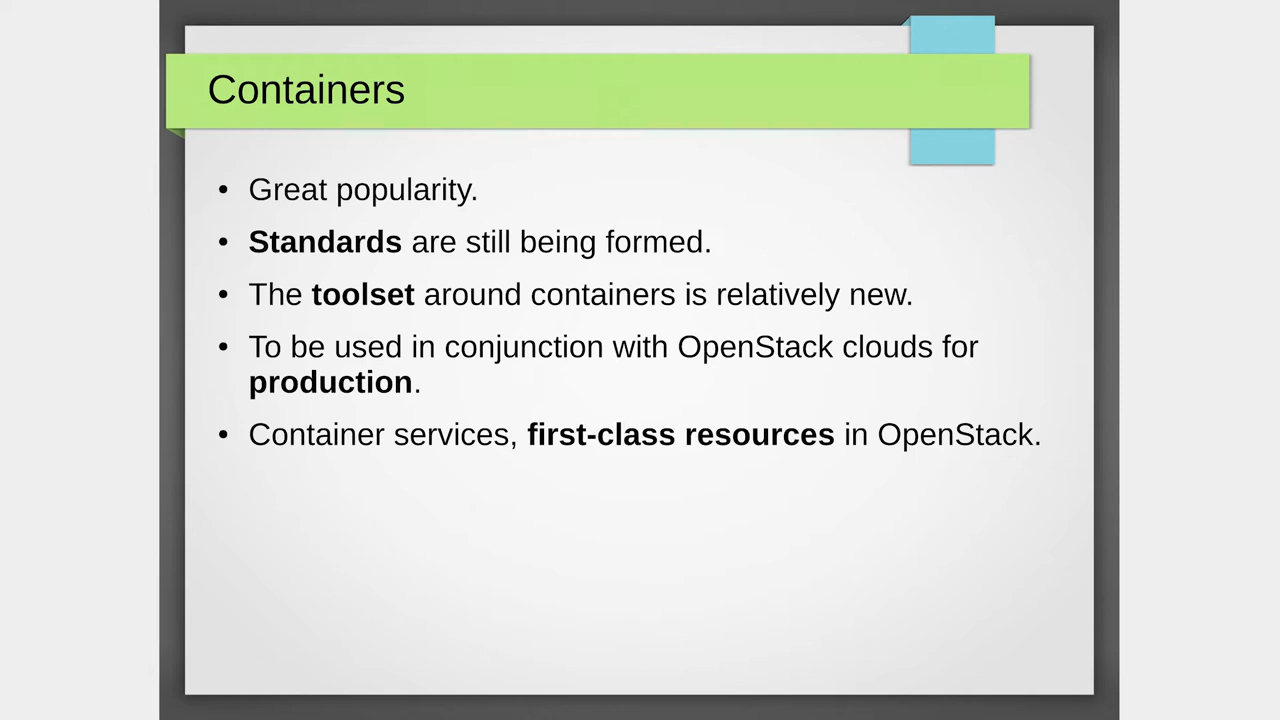 Containers
• Great popularity.
• Standards are still being formed.
• The toolset around containers is relatively new.
• To be used in conjunction with OpenStack clouds for
production.
• Container services, first-class resources in OpenStack.